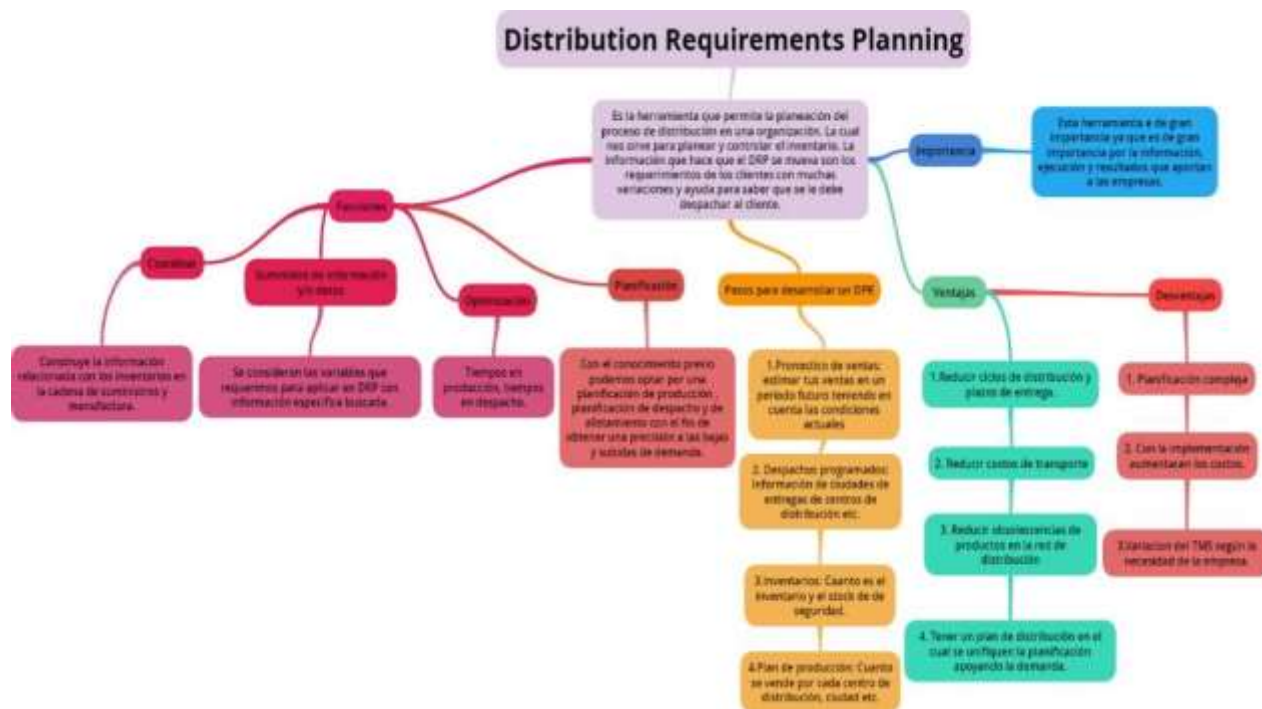 Distribution Requirements Planning
Es la herramienta que permita la planeación del
proceso de distribución en una organización. La cual
nos sirve para planear y controlar el inventario. La
información que hace que el DRP se mueva son los
requerimientos de los clientes con muchas
variaciones y ayuda para saber que se le debe
despachar al cliente.
Importancia
Esta herramienta e de gran
importancia ya que es de gran
importancia por la información,
ejecución y resultados que aportan
a las empresas.
Funciones
Coordinar
Construye la información
relacionada con los inventarios en
la cadena de suministros y
manufactura.
Suministro de información
y/o datos
Se consideran las variables que
requerimos para aplicar un DRP con
información específica buscada.
Optimización
Tiempos en
producción, tiempos
en despacho.
Planificación
Con el conocimiento previo
podemos optar por una
planificación de producción,
planificación de despacho y de
alistamiento con el fin de
obtener una precisión a las bajas
y subidas de demanda.
Pasos para desarrollar un DPR
1.Pronostico de ventas:
estimar tus ventas en un
periodo futuro teniendo en
cuenta las condiciones
actuales
2. Despachos programados:
Información de ciudades de
entregas de centros de
distribución etc.
3.Inventarios: Cuanto es el
inventario y el stock de de
seguridad.
4.Plan de producción: Cuanto
se vende por cada centro de
distribución, ciudad etc.
Ventajas
1.Reducir ciclos de distribución y
plazos de entrega.
2. Reducir costos de transporte
3. Reducir obsolescencias de
productos en la red de
distribución
4. Tener un plan de distribución en el
cual se unifiquen la planificación
apoyando la demanda.
Desventajas
1. Planificación compleja
2. Con la implementación
aumentaran los costos.
3.Variacion del TMS según la
necesidad de la empresa.